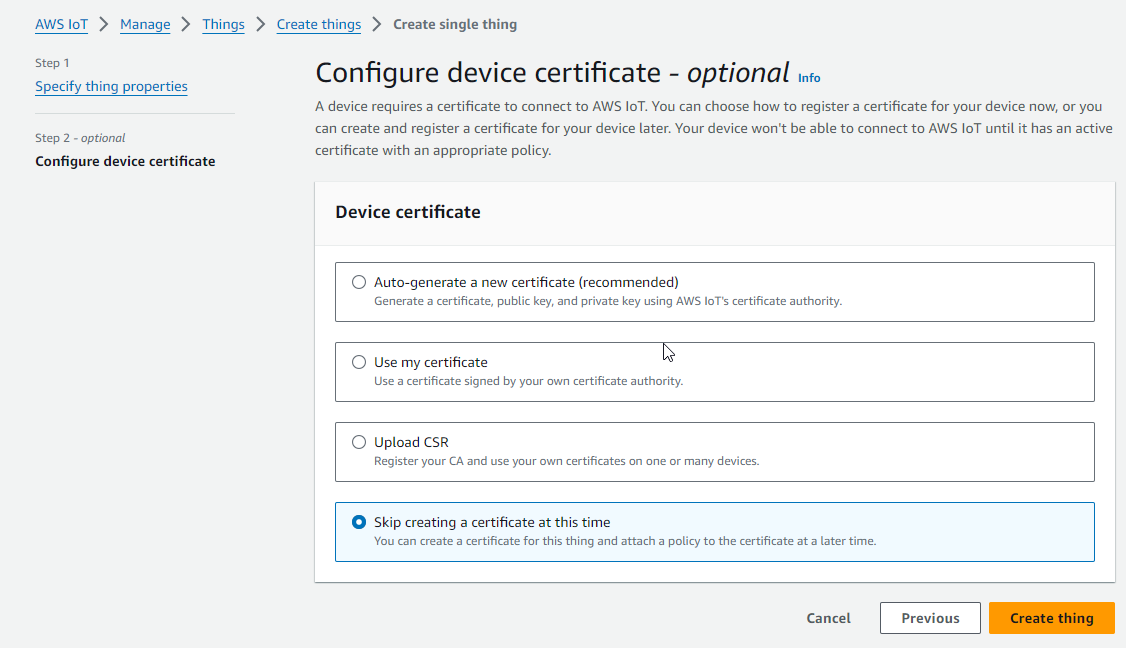 AWS IoT > Manage > Things > Create things > Create single thing
Step 1
Specify thing properties
Step 2 - optional
Configure device certificate
Configure device certificate - optional Info
A device requires a certificate to connect to AWS IoT. You can choose how to register a certificate for your device now, or you
can create and register a certificate for your device later. Your device won't be able to connect to AWS IoT until it has an active
certificate with an appropriate policy.
Device certificate
Auto-generate a new certificate (recommended)
Generate a certificate, public key, and private key using AWS IoT's certificate authority.
Use my certificate
Use a certificate signed by your own certificate authority.
Upload CSR
Register your CA and use your own certificates on one or many devices.
Skip creating a certificate at this time
You can create a certificate for this thing and attach a policy to the certificate at a later time.
Cancel Previous Create thing